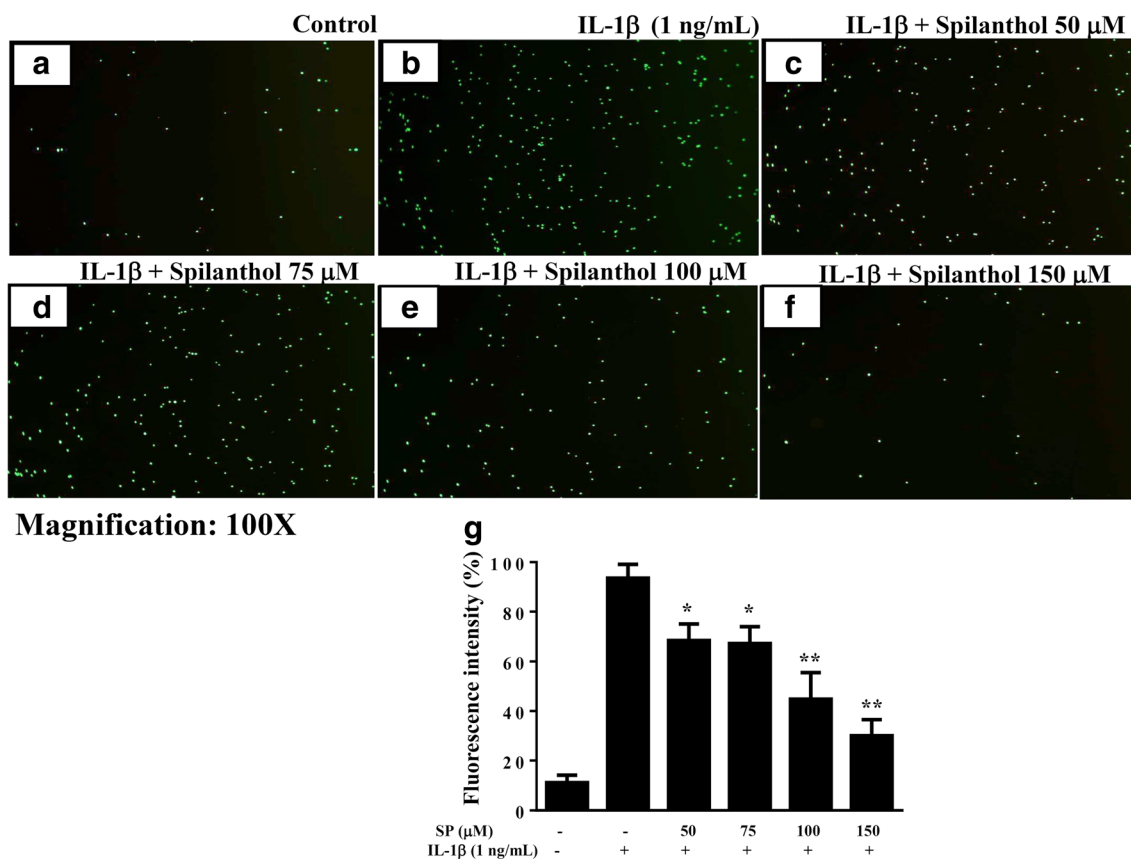 Control
IL-1β (1 ng/mL)
IL-1β + Spilanthol 50 μM
a
b
c
IL-1β + Spilanthol 75 μM
IL-1β + Spilanthol 100 μM
IL-1β + Spilanthol 150 μM
d
e
f
Magnification: 100X
g
Fluorescence intensity (%)
100
80
60
40
20
0
* * ** **
SP (μM) - - 50 75 100 150
IL-1β (1 ng/mL) - + + + + +